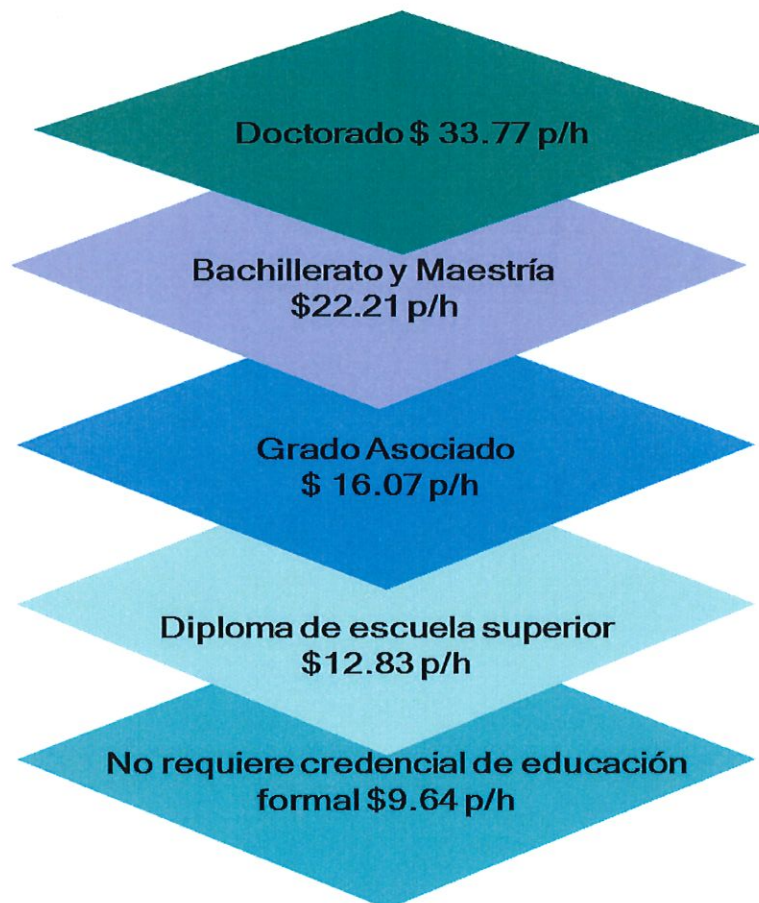 Doctorado $ 33.77 p/h
Bachillerato y Maestría
$22.21 p/h
Grado Asociado
$ 16.07 p/h
Diploma de escuela superior
$12.83 p/h
No requiere credencial de educación
formal $9.64 p/h